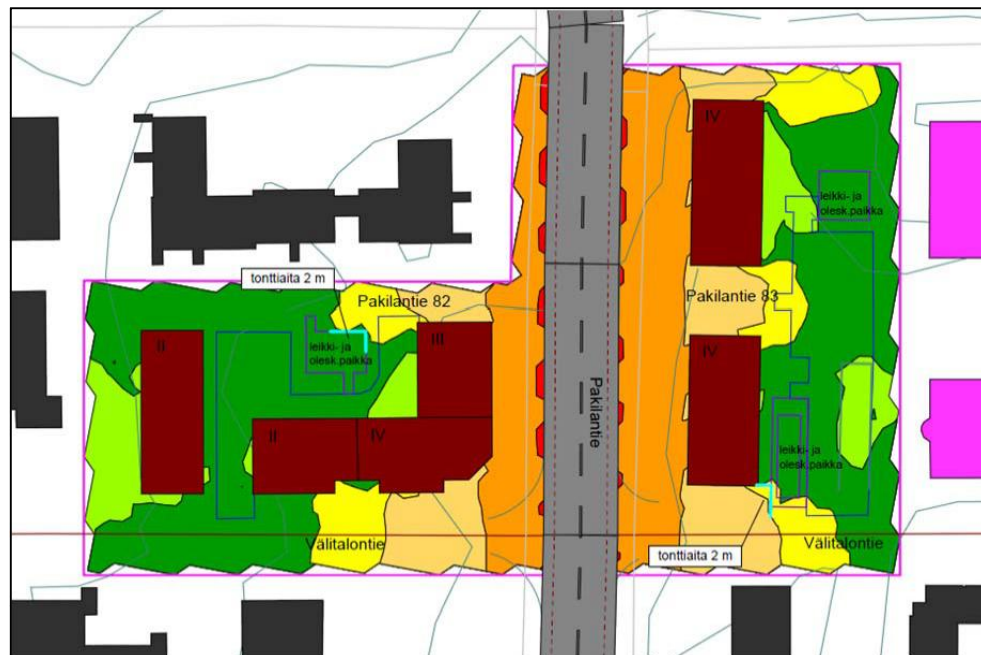 IV
leikki- ja
olesk.paikka
tonttiaita 2 m
Pakilantie 82
Pakilantie 83
II
III
leikki- ja
olesk.paikka
IV
Pakilantie
II
IV
leikki- ja
olesk.paikka
Välitalontie
Välitalontie
tonttiaita 2 m